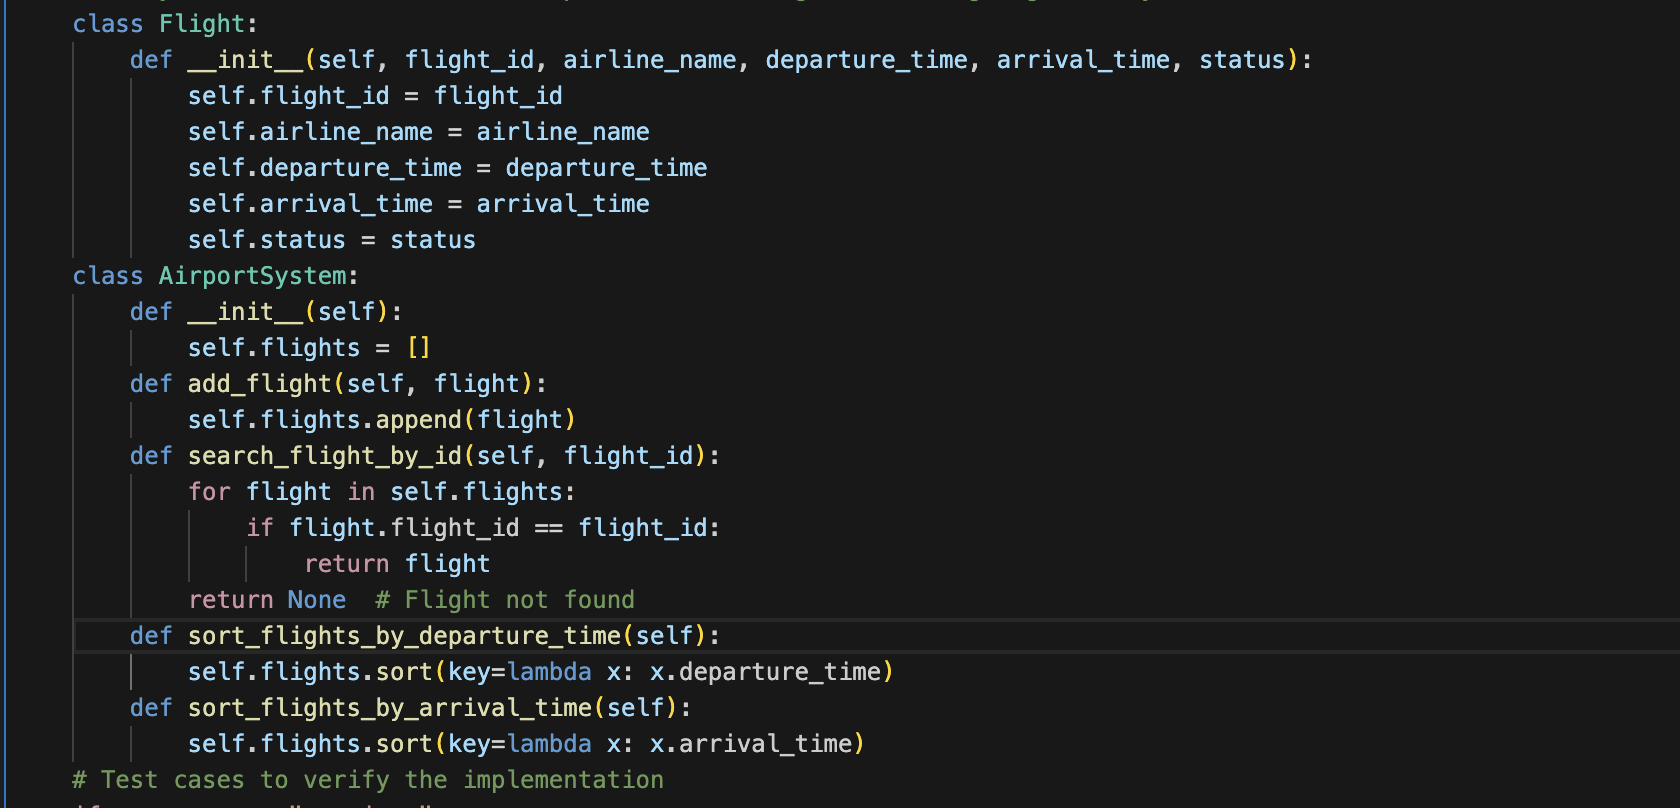 class Flight:
    def __init__(self, flight_id, airline_name, departure_time, arrival_time, status):
        self.flight_id = flight_id
        self.airline_name = airline_name
        self.departure_time = departure_time
        self.arrival_time = arrival_time
        self.status = status
class AirportSystem:
    def __init__(self):
        self.flights = []
    def add_flight(self, flight):
        self.flights.append(flight)
    def search_flight_by_id(self, flight_id):
        for flight in self.flights:
            if flight.flight_id == flight_id:
                return flight
        return None  # Flight not found
    def sort_flights_by_departure_time(self):
        self.flights.sort(key=lambda x: x.departure_time)
    def sort_flights_by_arrival_time(self):
        self.flights.sort(key=lambda x: x.arrival_time)
# Test cases to verify the implementation